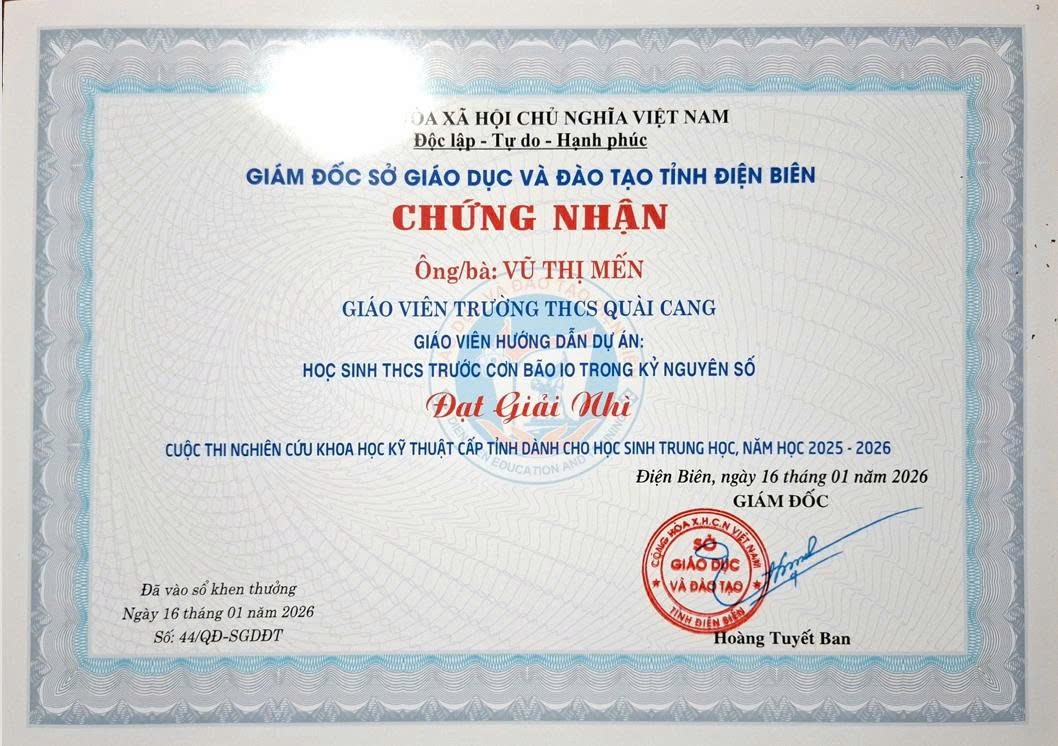 HÒA XÃ HỘI CHỦ NGHĨA VIỆT NAM
Độc lập - Tự do - Hạnh phúc
GIÁM ĐỐC SỞ GIÁO DỤC VÀ ĐÀO TẠO TỈNH ĐIỆN BIÊN
CHỨNG NHẬN
Ông/bà: VŨ THỊ MẾN
GIÁO VIÊN TRƯỜNG THCS QUÀI CANG
GIÁO VIÊN HƯỚNG DẪN DỰ ÁN:
HỌC SINH THCS TRƯỚC CƠN BÃO IO TRONG KỶ NGUYÊN SỐ
Đạt Giải Nhì
CUỘC THI NGHIÊN CỨU KHOA HỌC KỸ THUẬT CẤP TỈNH DÀNH CHO HỌC SINH TRUNG HỌC, NĂM HỌC 2025 - 2026
Điện Biên, ngày 16 tháng 01 năm 2026
GIÁM ĐỐC
CỘNG HÒA X.H.C.N VIỆT NAM
SỞ
GIÁO DỤC
VÀ ĐÀO TẠO
TỈNH ĐIỆN BIÊN
Hoàng Tuyết Ban
Đã vào sổ khen thưởng
Ngày 16 tháng 01 năm 2026
Số: 44/QĐ-SGDĐT